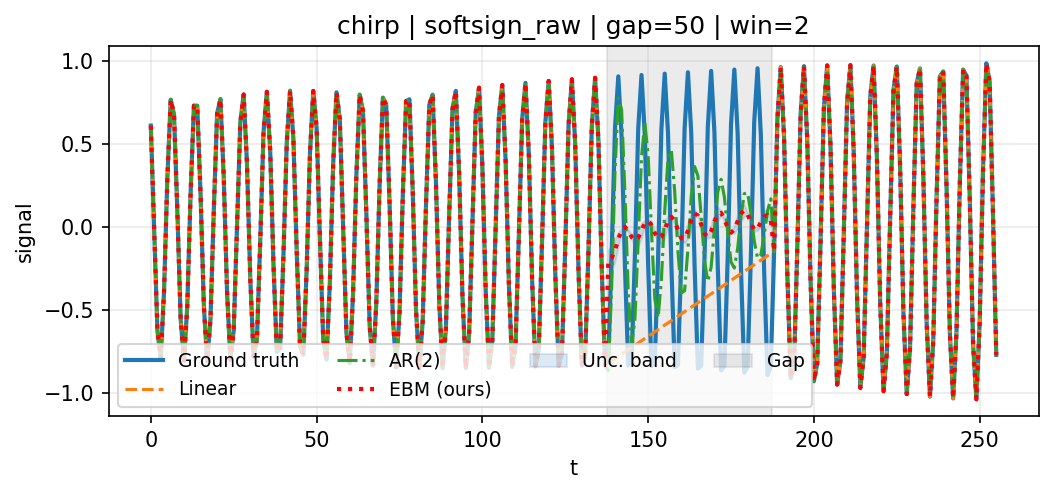 chirp | softsign_raw | gap=50 | win=2
signal
1.0
0.5
0.0
−0.5
−1.0
Ground truth
Linear
AR(2)
EBM (ours)
Unc. band
Gap
0 50 100 150 200 250
t